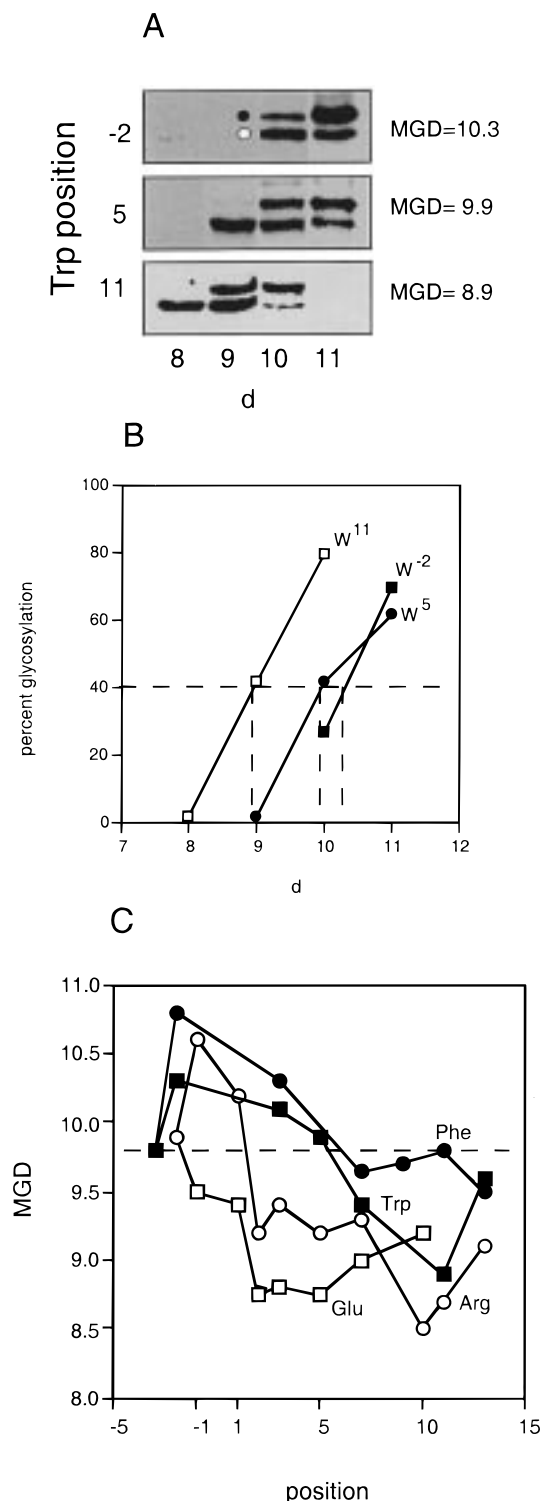 A
Trp position
-2
MGD=10.3
5
MGD= 9.9
11
MGD= 8.9
8 9 10 11
d
B
percent glycosylation
100
80
60
40
20
0
W11
W-2
W5
7 8 9 10 11 12
d
C
MGD
11.0
10.5
10.0
9.5
9.0
8.5
8.0
Phe
Trp
Glu
Arg
-5 -1 1 5 10 15
position